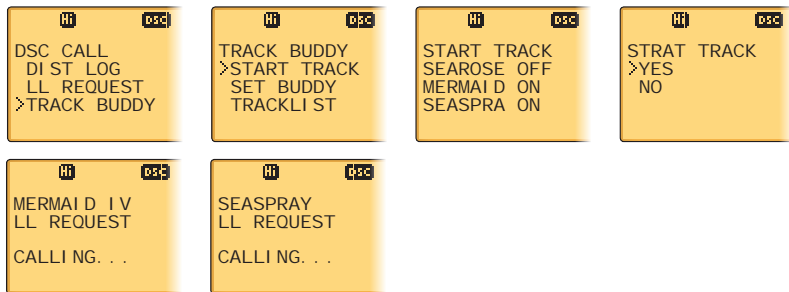 Hi DSC
DSC CALL
DIST LOG
LL REQUEST
>TRACK BUDDY
Hi DSC
TRACK BUDDY
>START TRACK
SET BUDDY
TRACKLIST
Hi DSC
START TRACK
SEAROSE OFF
MERMAID ON
SEASPRA ON
Hi DSC
STRAT TRACK
>YES
NO
Hi DSC
MERMAID IV
LL REQUEST
CALLING...
Hi DSC
SEASPRAY
LL REQUEST
CALLING...